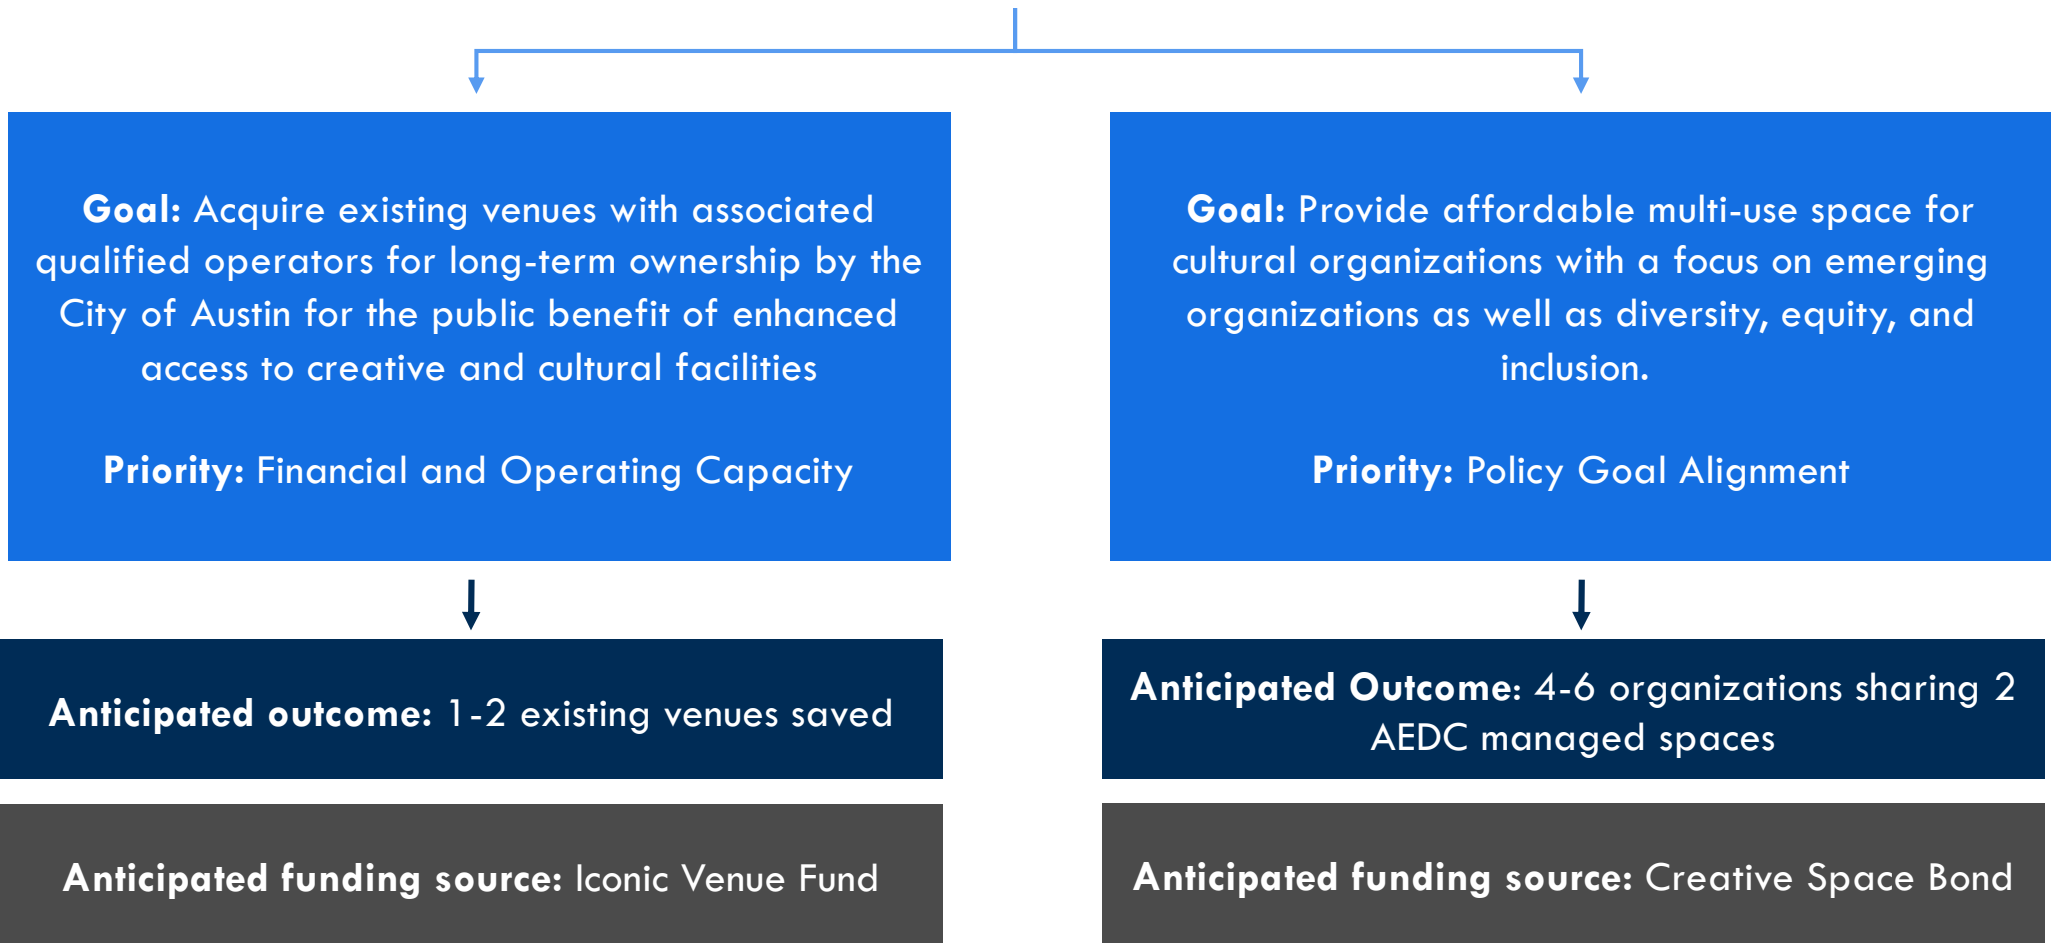 Goal: Acquire existing venues with associated
qualified operators for long-term ownership by the
City of Austin for the public benefit of enhanced
access to creative and cultural facilities
Priority: Financial and Operating Capacity
Anticipated outcome: 1-2 existing venues saved
Anticipated funding source: Iconic Venue Fund
Goal: Provide affordable multi-use space for
cultural organizations with a focus on emerging
organizations as well as diversity, equity, and
inclusion.
Priority: Policy Goal Alignment
Anticipated Outcome: 4-6 organizations sharing 2
AEDC managed spaces
Anticipated funding source: Creative Space Bond